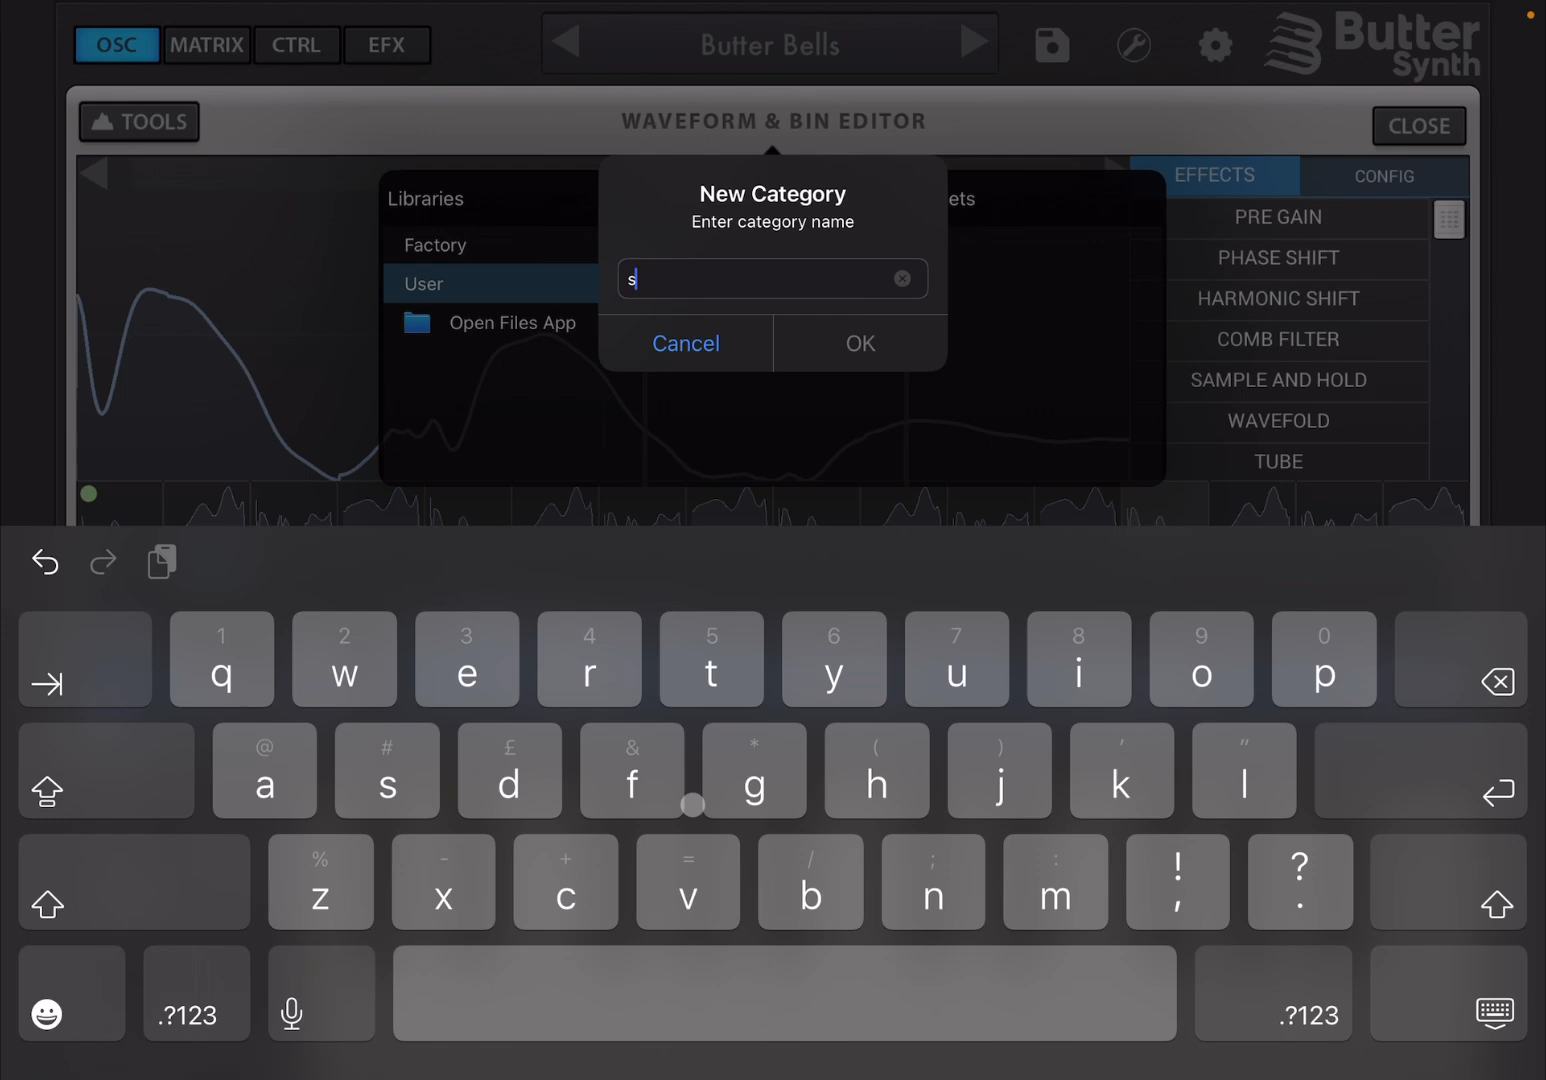 OSC MATRIX CTRL EFX
Butter Bells
Butter
Synth
TOOLS
WAVEFORM & BIN EDITOR
CLOSE
Libraries
ets
Factory
User
Open Files App
New Category
Enter category name
s
Cancel
OK
EFFECTS
CONFIG
PRE GAIN
PHASE SHIFT
HARMONIC SHIFT
COMB FILTER
SAMPLE AND HOLD
WAVEFOLD
TUBE
1 2 3 4 5 6 7 8 9 0
q w e r t y u i o p
@ # £ & * ( ) ' "
a s d f g h j k l
% - + = / ; : ! ?
z x c v b n m , .
.?123
.?123